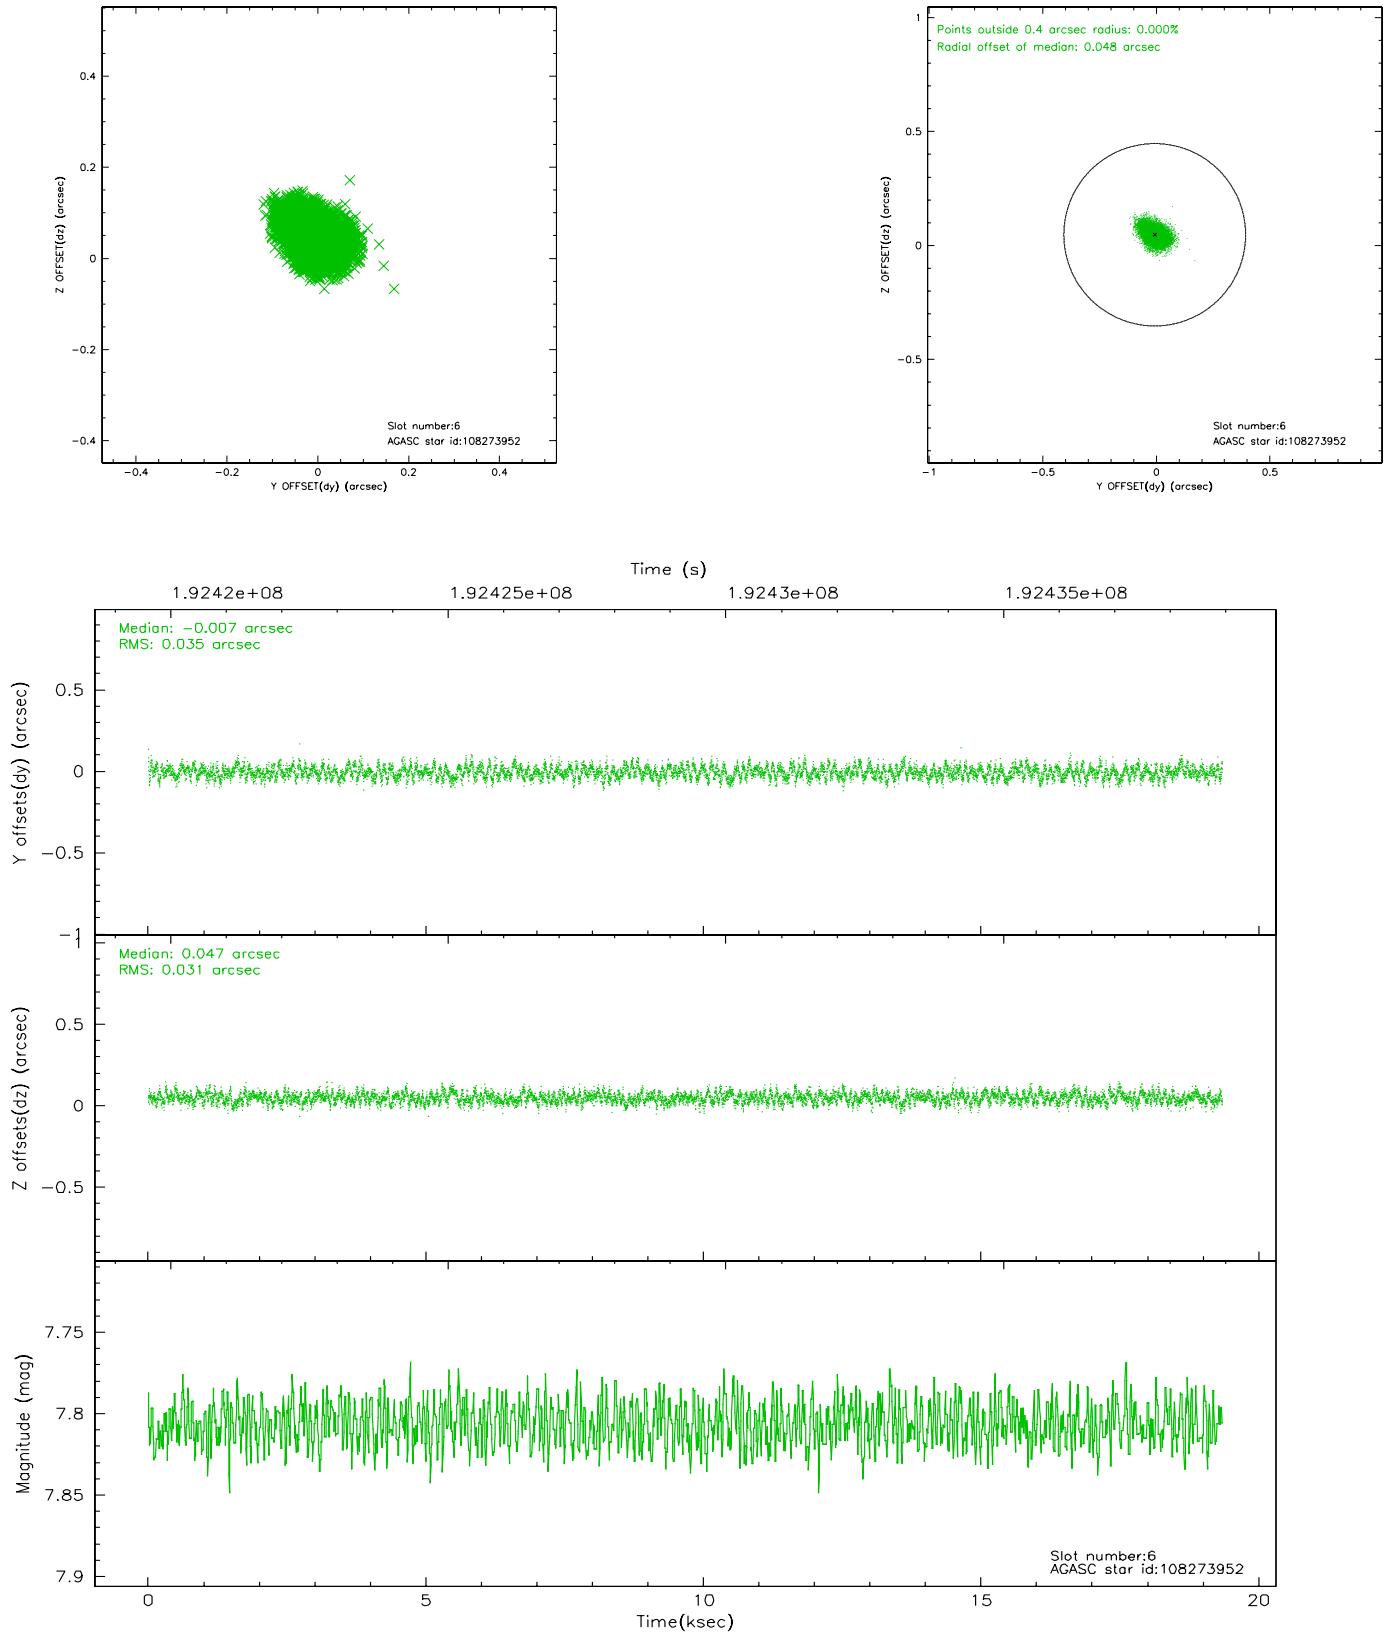 0.4
0.2
0
−0.2
−0.4
Z OFFSET(dz) (arcsec)
Slot number:6
AGASC star id:108273952
−0.4
−0.2
0
0.2
0.4
Y OFFSET(dy) (arcsec)
Points outside 0.4 arcsec radius: 0.000%
Radial offset of median: 0.048 arcsec
1
0.5
0
−0.5
Z OFFSET(dz) (arcsec)
Slot number:6
AGASC star id:108273952
−1
−0.5
0
0.5
Y OFFSET(dy) (arcsec)
Time (s)
1.9242e+08
1.92425e+08
1.9243e+08
1.92435e+08
Median: −0.007 arcsec
RMS: 0.035 arcsec
0.5
0
−0.5
−1
Y offsets(dy) (arcsec)
Median: 0.047 arcsec
RMS: 0.031 arcsec
1
0.5
0
−0.5
Z offsets(dz) (arcsec)
7.75
7.8
7.85
7.9
Magnitude (mag)
Slot number:6
AGASC star id:108273952
0
5
10
15
20
Time(ksec)